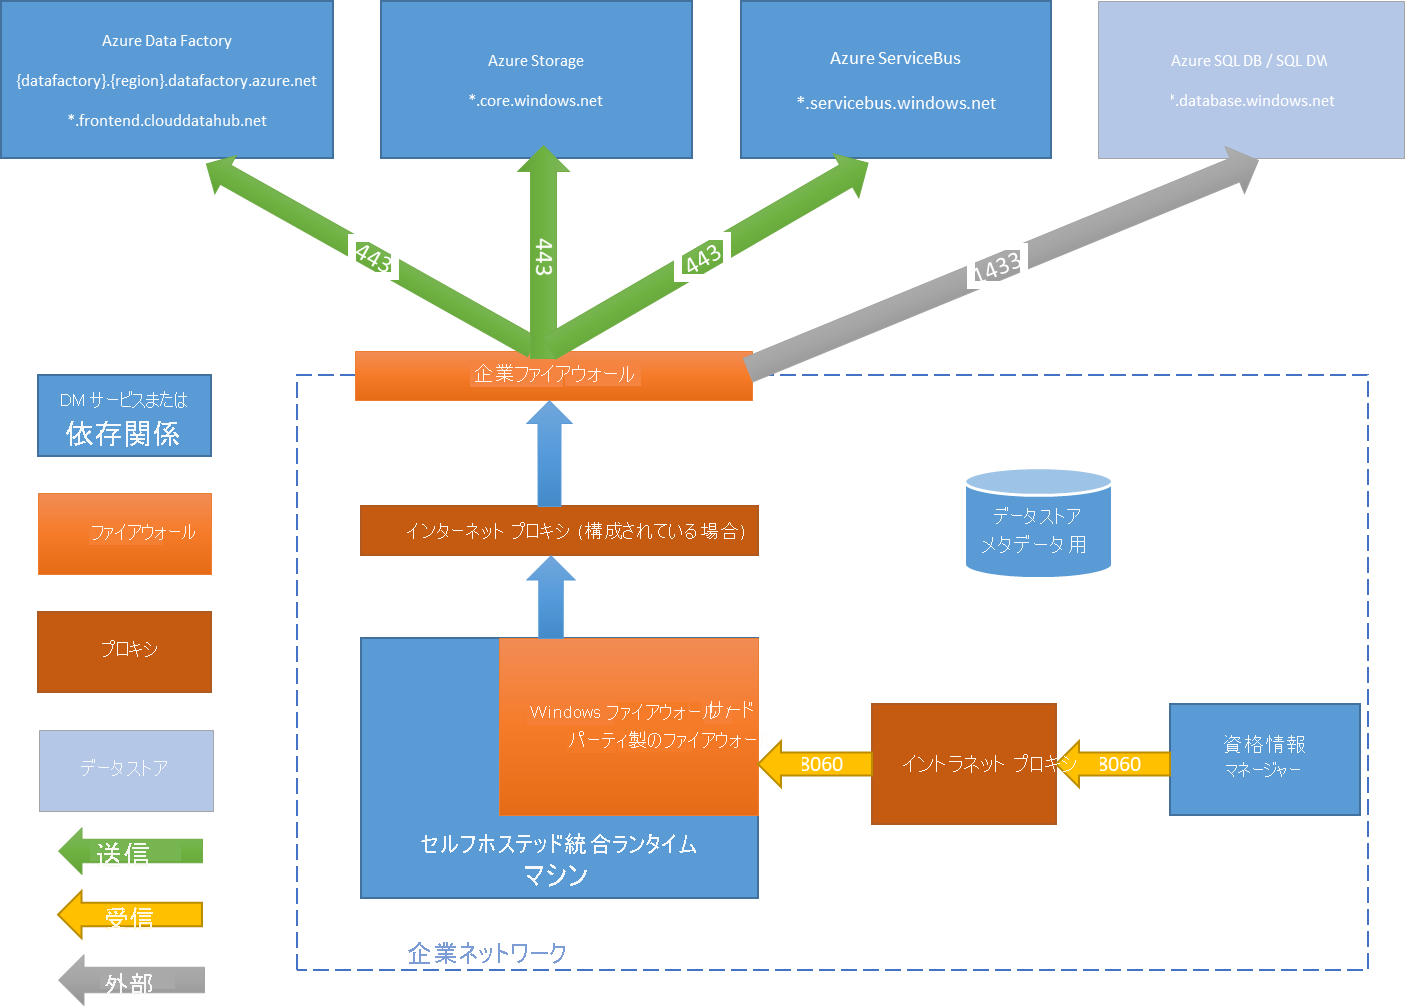 Azure Data Factory
{datafactory}.{region}.datafactory.azure.net
*.frontend.clouddatahub.net
Azure Storage
*.core.windows.net
Azure ServiceBus
*.servicebus.windows.net
Azure SQL DB / SQL DW
*.database.windows.net
443
443
443
1433
企業ファイアウォール
DM サービスまたは
依存関係
ファイアウォール
プロキシ
データストア
送信
受信
外部
インターネット プロキシ (構成されている場合)
データストア
メタデータ用
Windows ファイアウォール/サード
パーティ製のファイアウォー
8060
イントラネット プロキシ
8060
資格情報
マネージャー
セルフホステッド統合ランタイム
マシン
企業ネットワーク